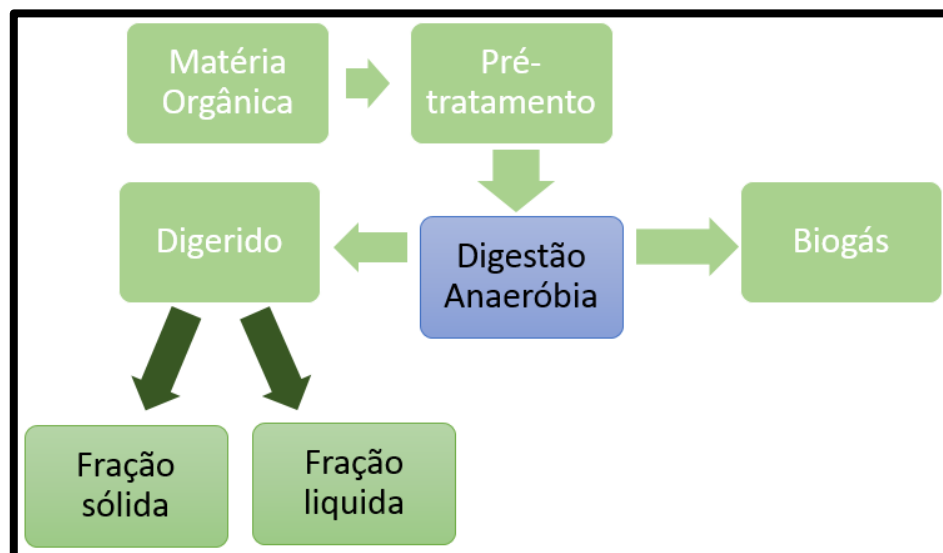 Matéria
Orgânica
Pré-
tratamento
Digerido
Digestão
Anaeróbia
Biogás
Fração
sólida
Fração
liquida